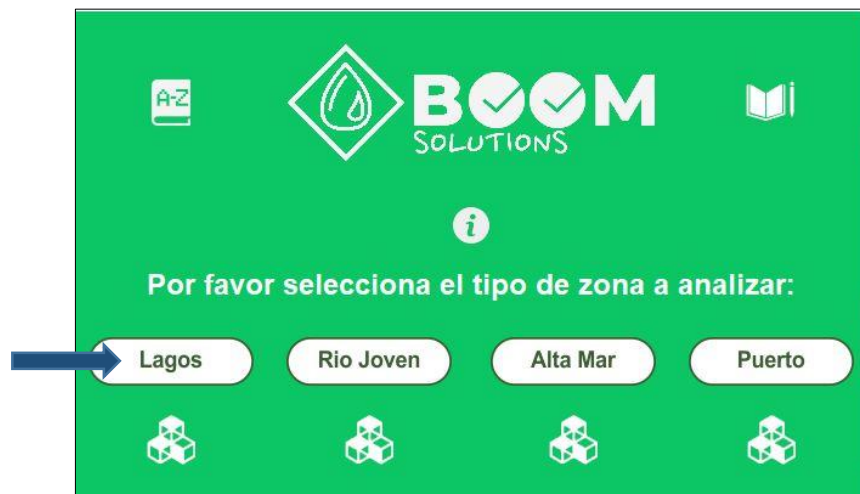 A-Z
BOOM
SOLUTIONS
i
Por favor selecciona el tipo de zona a analizar:
Lagos
Rio Joven
Alta Mar
Puerto